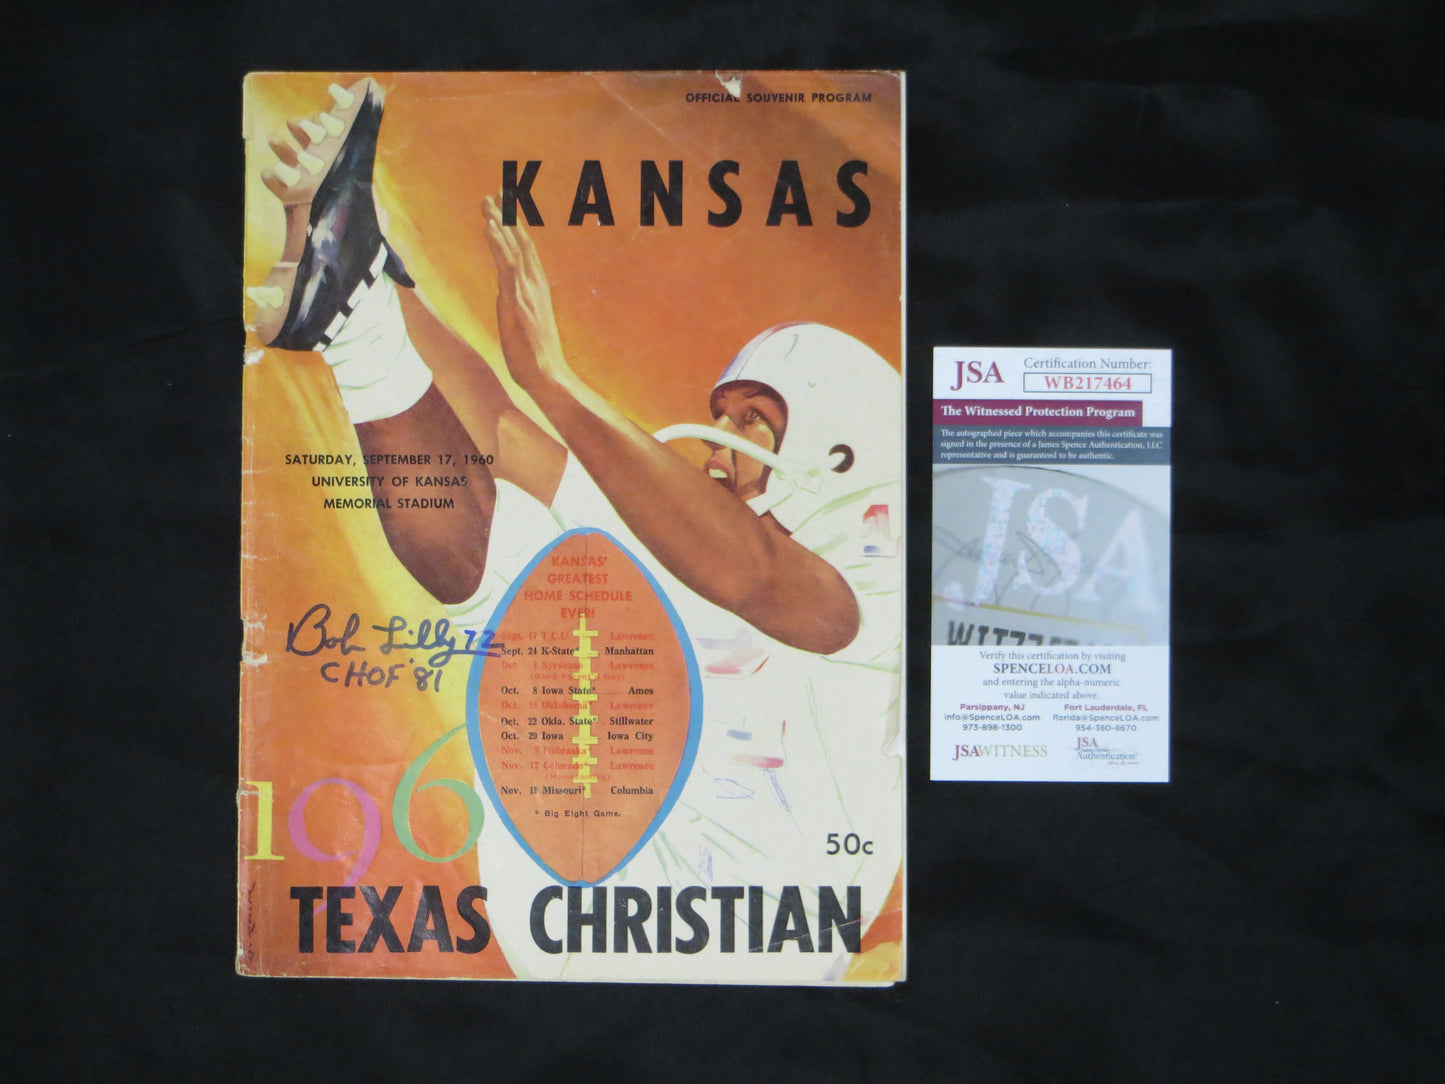 OFFICIAL SOUVENIR PROGRAM
KANSAS
SATURDAY, SEPTEMBER 17, 1960
UNIVERSITY OF KANSAS
MEMORIAL STADIUM
KANSAS'
GREATEST
HOME SCHEDULE
EVER!
Sept. 17 T.C.U. Lawrence
Sept. 24 K-State* Manhattan
Oct. 1 Syracuse Lawrence
(Band Parent's Day)
Oct. 8 Iowa State* Ames
Oct. 15 Oklahoma* Lawrence
Oct. 22 Okla. State* Stillwater
Oct. 29 Iowa Iowa City
Nov. 5 Nebraska* Lawrence
Nov. 12 Colorado* Lawrence
(Homecoming)
Nov. 19 Missouri* Columbia
* Big Eight Game.
Bob Lilly 72
CHOF '81
1960
50c
TEXAS CHRISTIAN
JSA Certification Number:
WB217464
The Witnessed Protection Program
The autographed piece which accompanies this certificate was
signed in the presence of a James Spence Authentication, LLC
representative and is guaranteed to be authentic.
JSA
Verify this certification by visiting
SPENCELOA.COM
and entering the alpha-numeric
value indicated above.
Parsippany, NJ Fort Lauderdale, FL
info@SpenceLOA.com florida@SpenceLOA.com
973-898-1300 954-380-8670
JSAWITNESS
JSA
Authentication